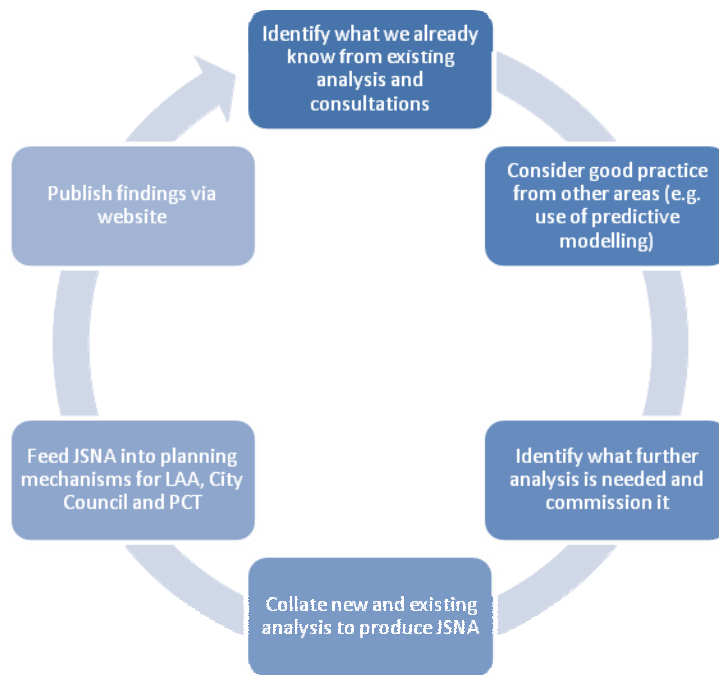 Identify what we already
know from existing
analysis and
consultations
Consider good practice
from other areas (e.g.
use of predictive
modelling)
Identify what further
analysis is needed and
commission it
Collate new and existing
analysis to produce JSNA
Feed JSNA into planning
mechanisms for LAA, City
Council and PCT
Publish findings via
website